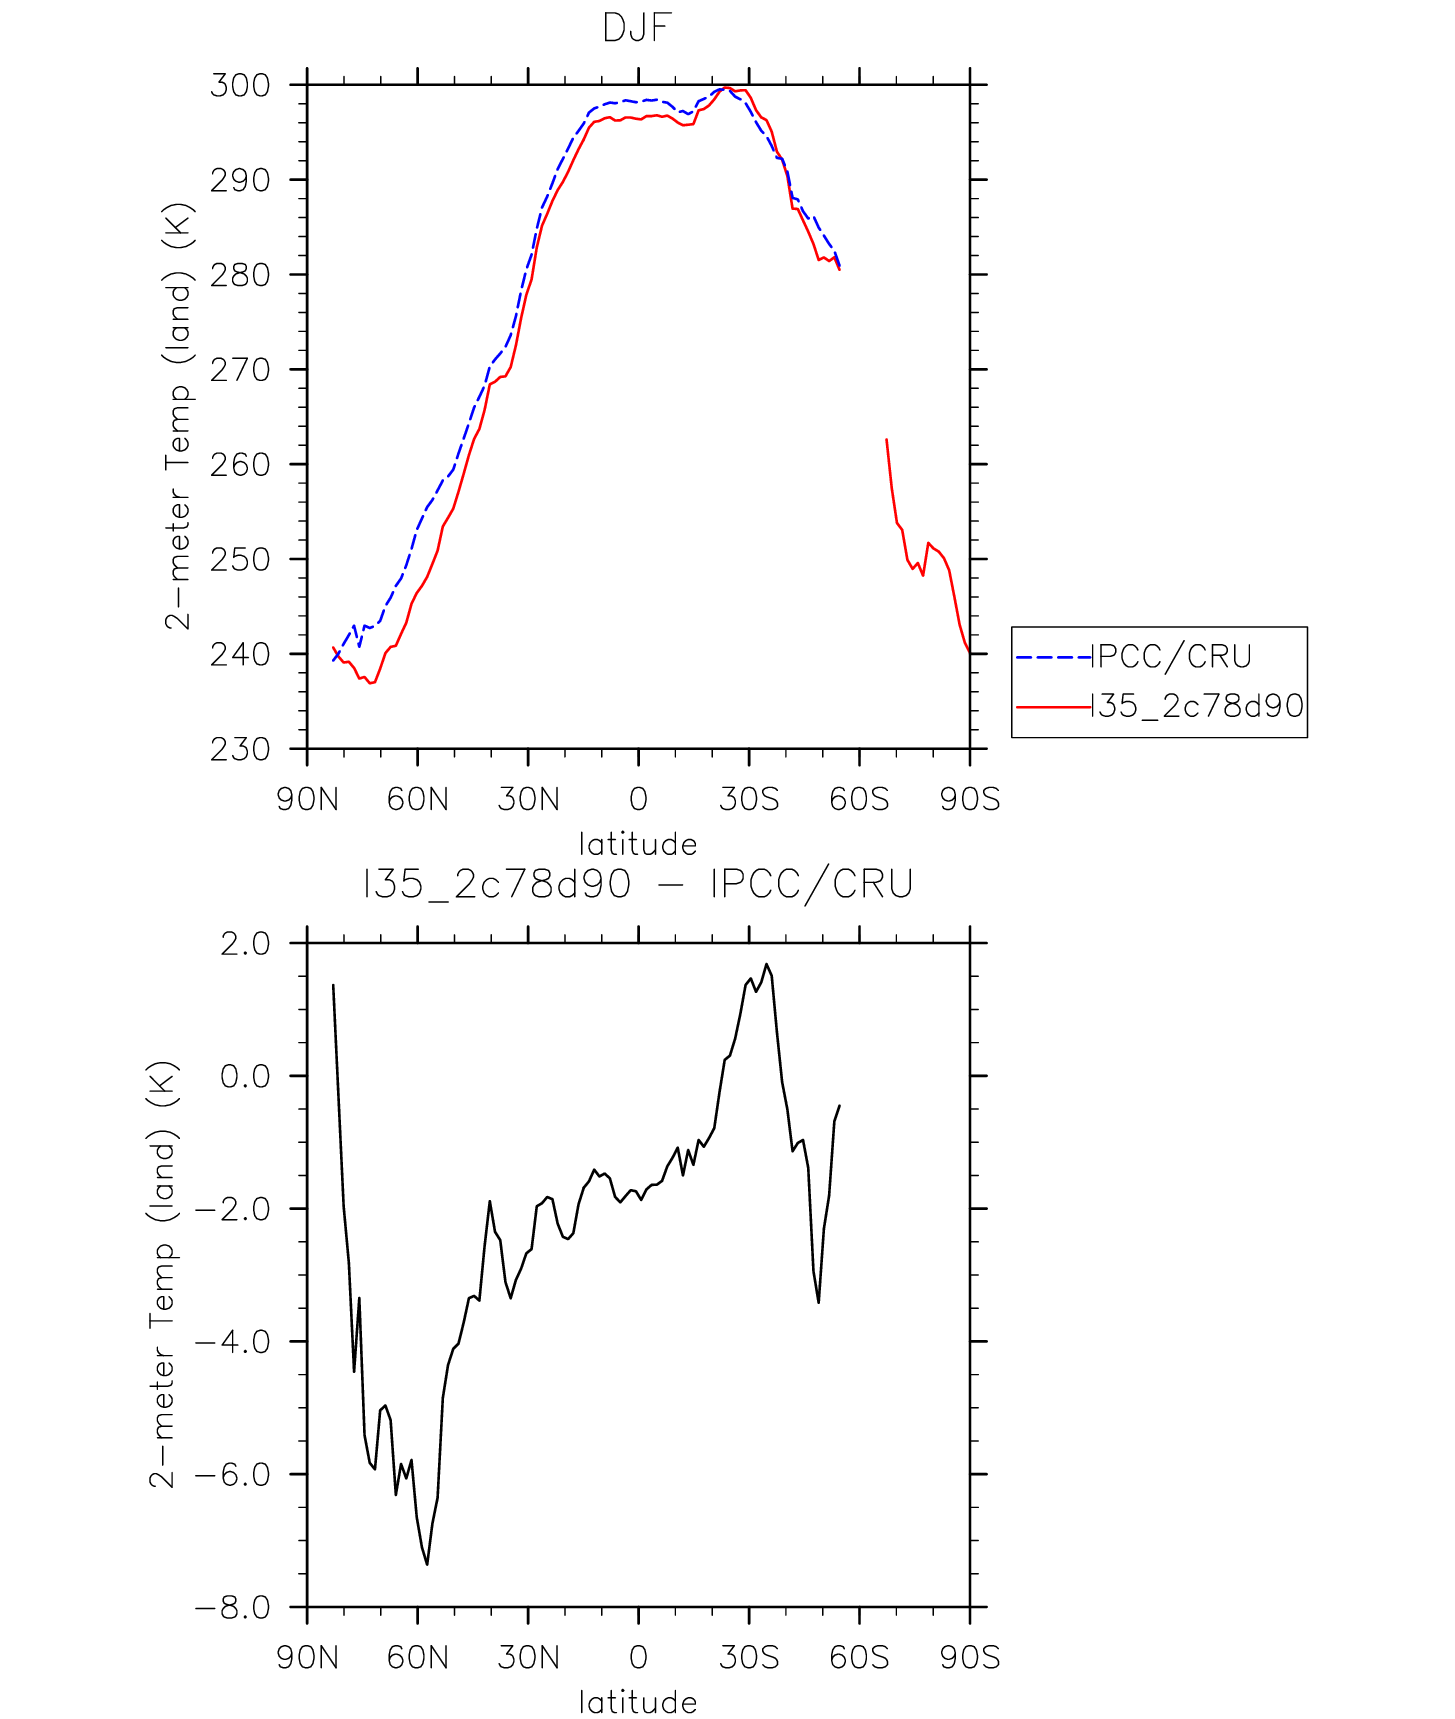 DJF
2-meter Temp (land) (K)
300
290
280
270
260
250
240
230
90N 60N 30N 0 30S 60S 90S
latitude
IPCC/CRU
I35_2c78d90
I35_2c78d90 - IPCC/CRU
2-meter Temp (land) (K)
2.0
0.0
-2.0
-4.0
-6.0
-8.0
90N 60N 30N 0 30S 60S 90S
latitude